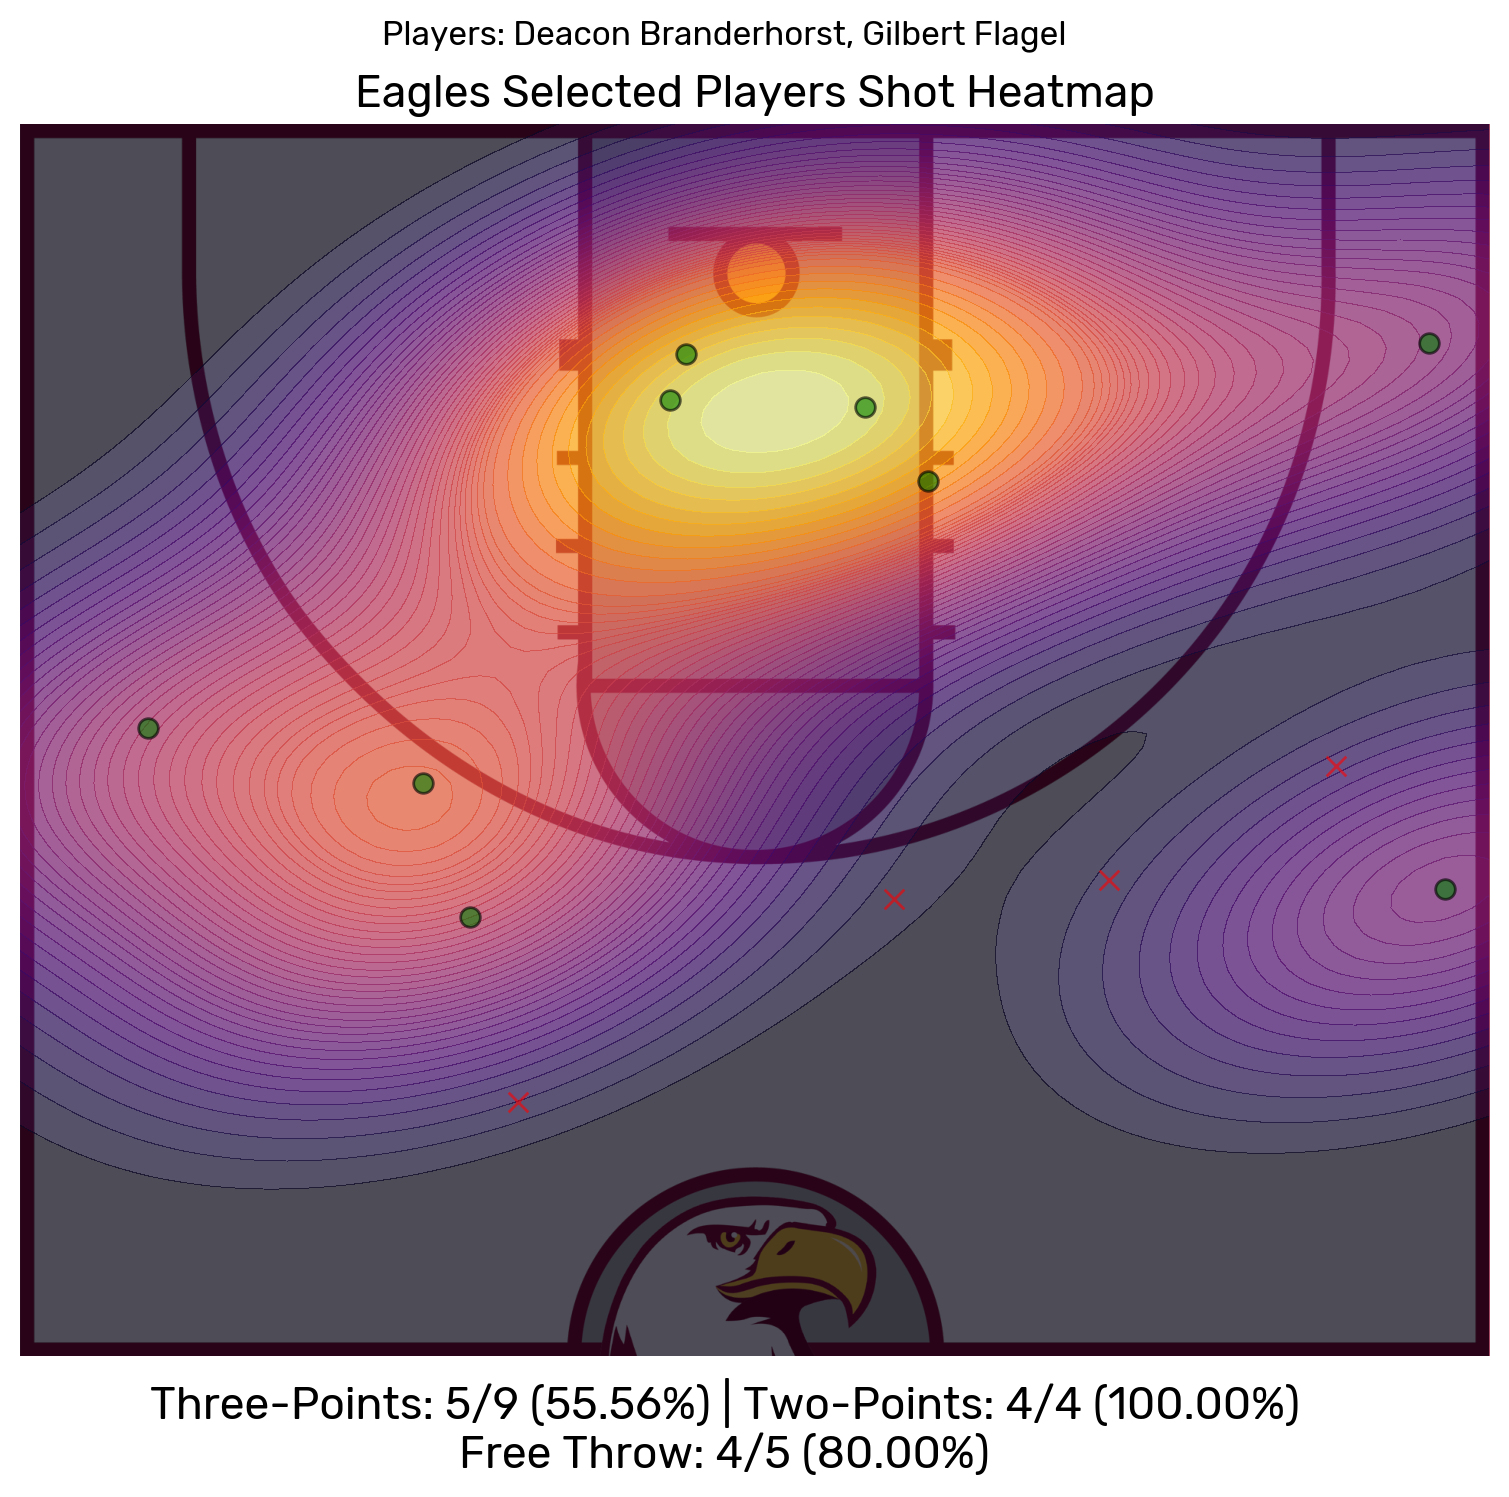 Players: Deacon Branderhorst, Gilbert Flagel
Eagles Selected Players Shot Heatmap
Three-Points: 5/9 (55.56%) | Two-Points: 4/4 (100.00%)
Free Throw: 4/5 (80.00%)